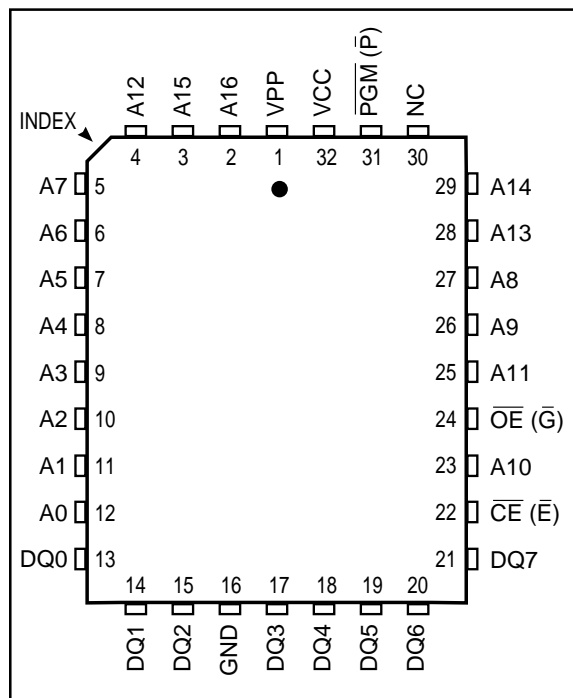 A12 A15 A16 VPP VCC P̅G̅M̅ (P̅) NC
INDEX
4 3 2 1 32 31 30
A7 5 29 A14
A6 6 28 A13
A5 7 27 A8
A4 8 26 A9
A3 9 25 A11
A2 10 24 O̅E̅ (G̅)
A1 11 23 A10
A0 12 22 C̅E̅ (E̅)
DQ0 13 21 DQ7
14 15 16 17 18 19 20
DQ1 DQ2 GND DQ3 DQ4 DQ5 DQ6